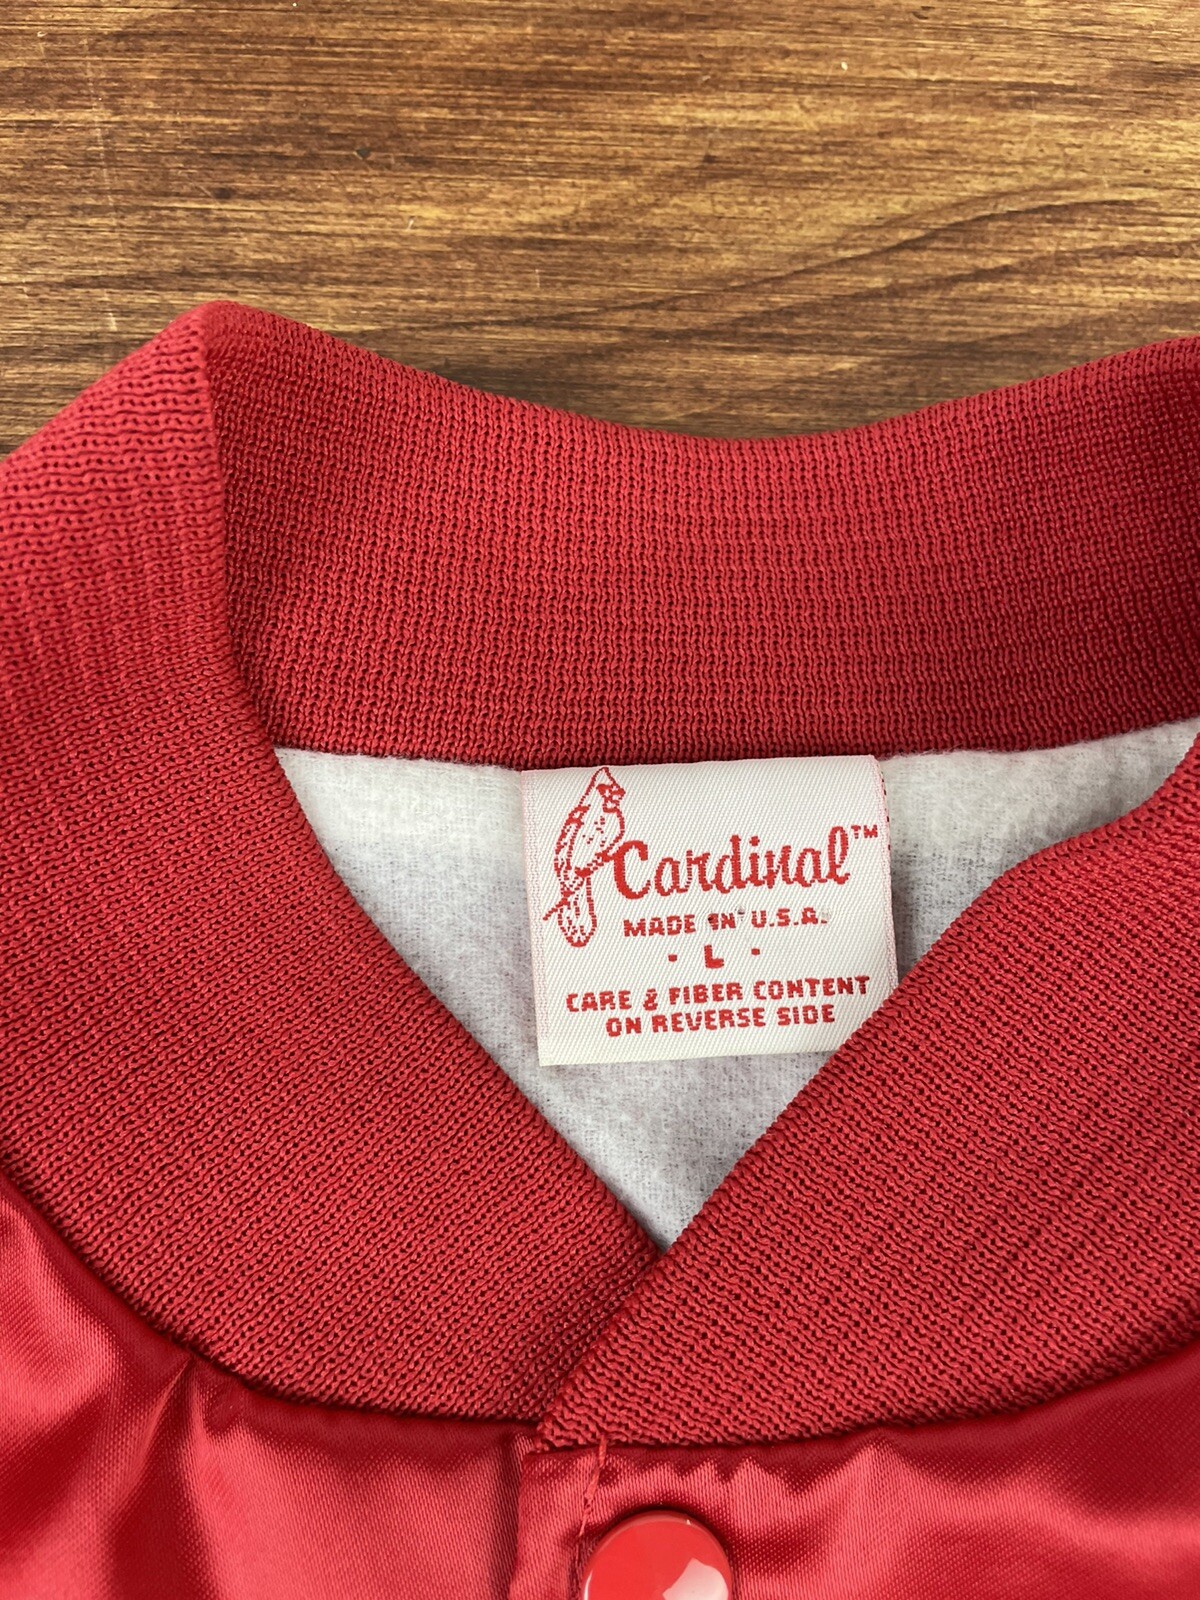 Cardinal™
MADE IN U.S.A.
· L ·
CARE & FIBER CONTENT
ON REVERSE SIDE